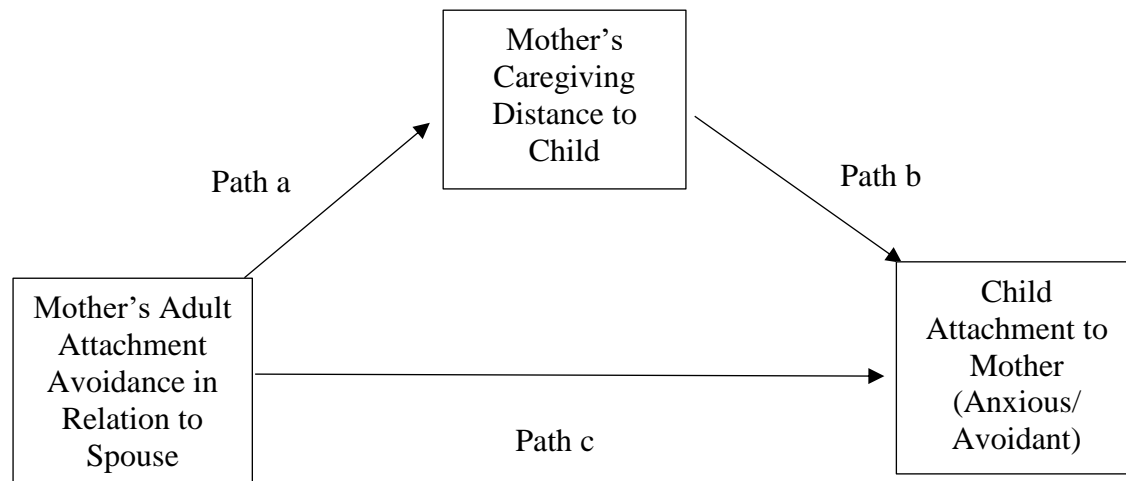 Mother’s
Caregiving
Distance to
Child
Path a
Path b
Mother’s Adult
Attachment
Avoidance in
Relation to
Spouse
Path c
Child
Attachment to
Mother
(Anxious/
Avoidant)